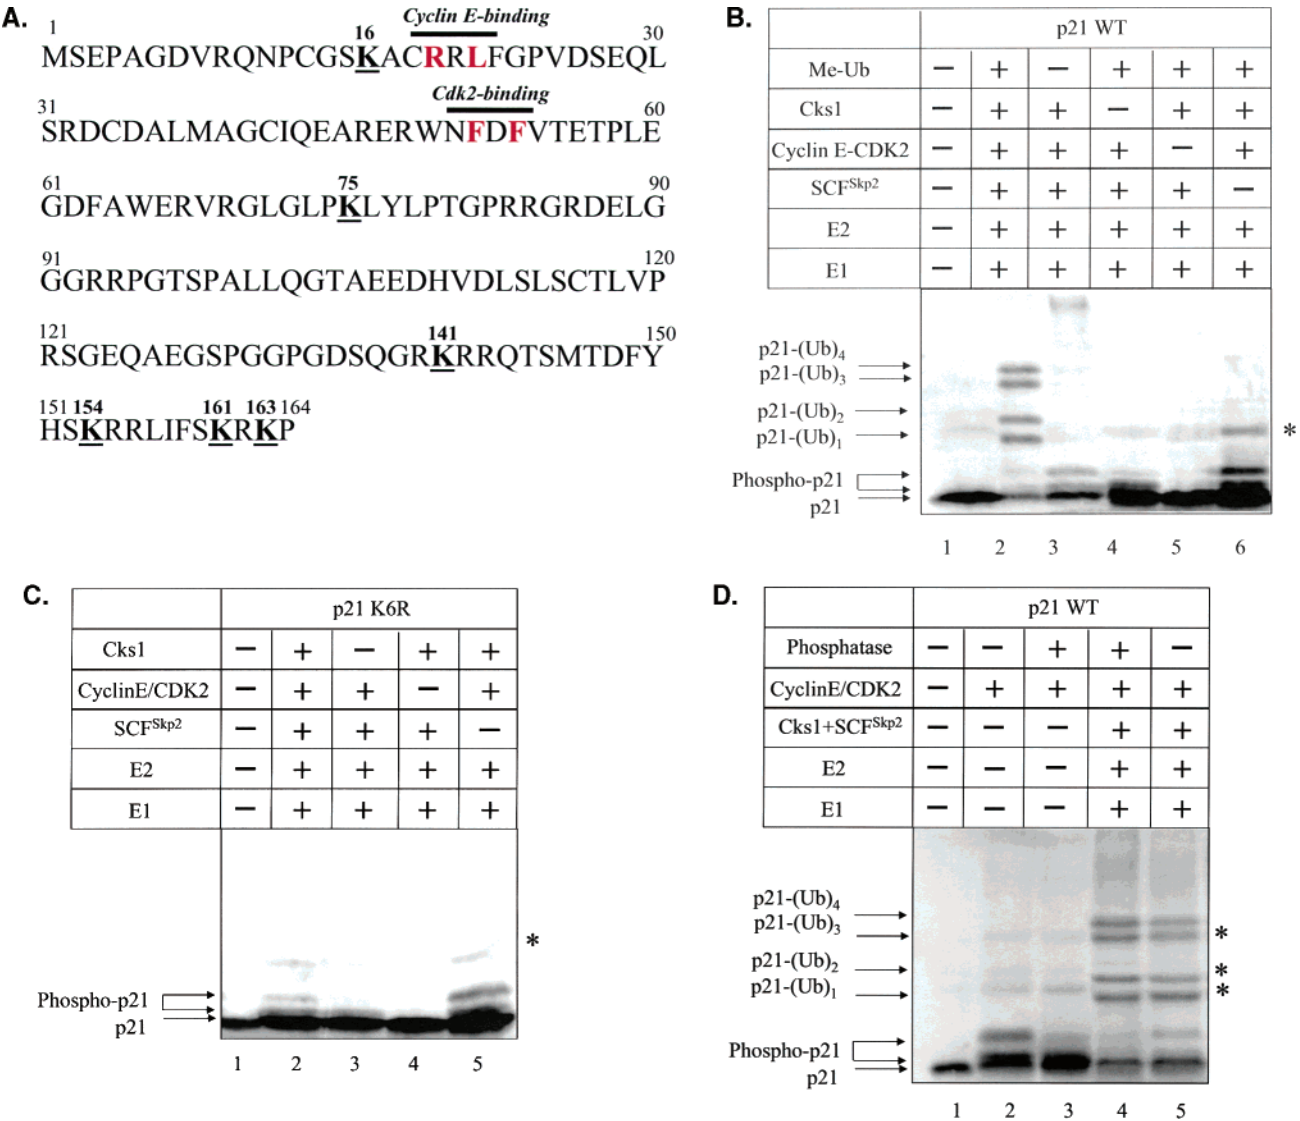 A.
Cyclin E-binding
1 16 30
MSEPAGDVRQNPCGSKACRRLFGPVDSEQL
Cdk2-binding
31 60
SRDCDALMAGCIQEARERWNFDFVTETPLE
61 75 90
GDFAWERVRGLGLPKLYLPTGPRRGRDELG
91 120
GGRRPGTSPALLQGTAEEDHVDLSLSCTLVP
121 141 150
RSGEQAEGSPGGPGDSQGRKRRQTSMTDFY
151 154 161 163 164
HSKRRLIFSKRKP
B.
p21 WT
Me-Ub − + − + + +
Cks1 − + + − + +
Cyclin E-CDK2 − + + + − +
SCFSkp2 − + + + + −
E2 − + + + + +
E1 − + + + + +
p21-(Ub)4
p21-(Ub)3
p21-(Ub)2
p21-(Ub)1
*
Phospho-p21
p21
1 2 3 4 5 6
C.
p21 K6R
Cks1 − + − + +
CyclinE/CDK2 − + + − +
SCFSkp2 − + + + −
E2 − + + + +
E1 − + + + +
*
Phospho-p21
p21
1 2 3 4 5
D.
p21 WT
Phosphatase − − + + −
CyclinE/CDK2 − + + + +
Cks1+SCFSkp2 − − − + +
E2 − − − + +
E1 − − − + +
p21-(Ub)4
p21-(Ub)3
*
p21-(Ub)2
*
p21-(Ub)1
*
Phospho-p21
p21
1 2 3 4 5